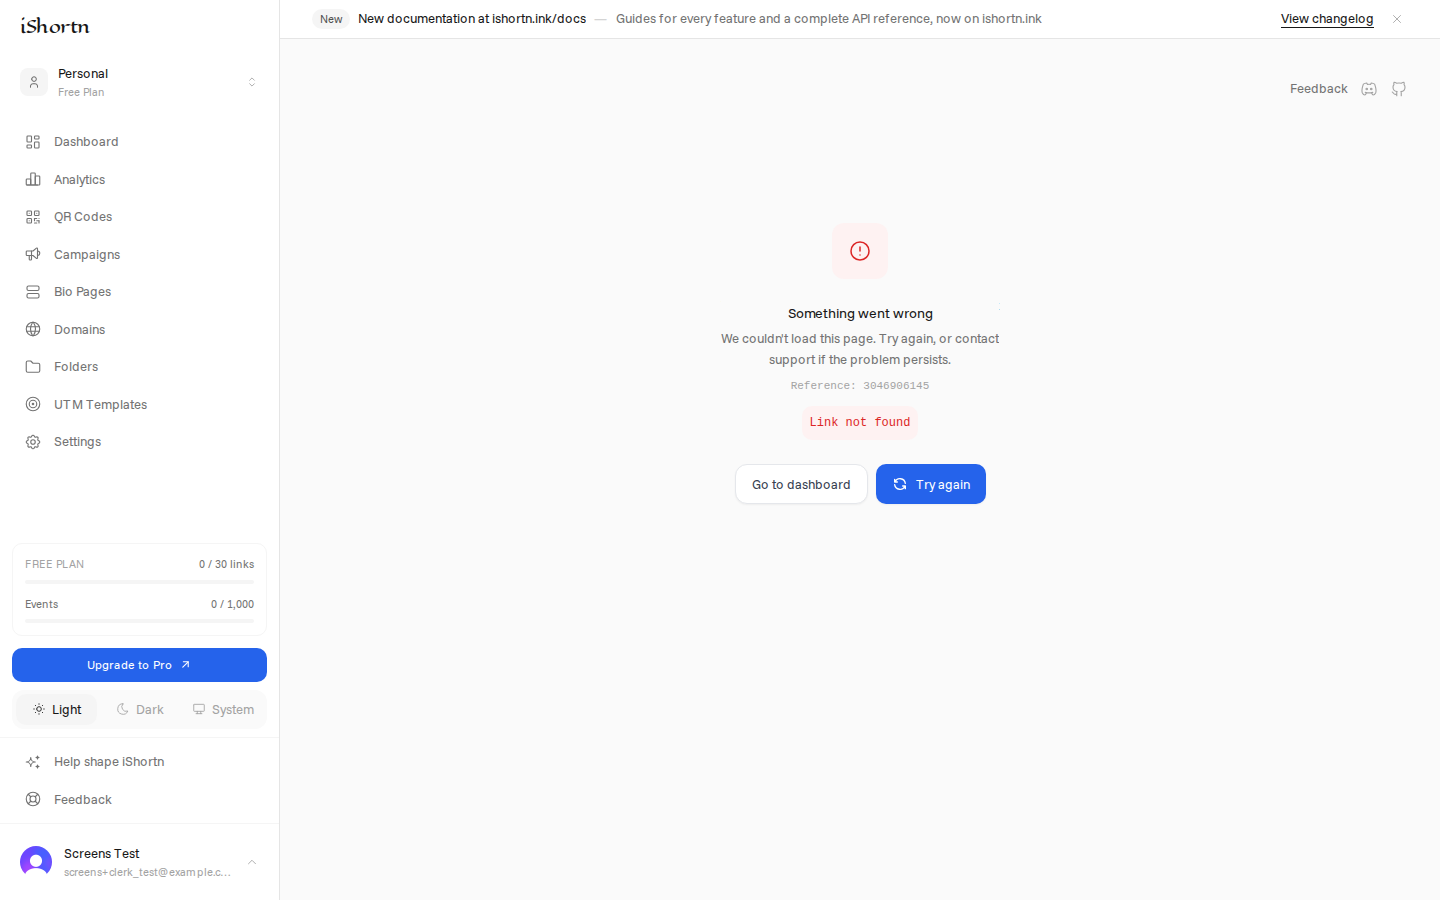 iShortn
Personal
Free Plan
Dashboard
Analytics
QR Codes
Campaigns
Bio Pages
Domains
Folders
UTM Templates
Settings
FREE PLAN 0 / 30 links
Events 0 / 1,000
Upgrade to Pro
Light Dark System
Help shape iShortn
Feedback
Screens Test
screens+clerk_test@example.c...
New New documentation at ishortn.ink/docs — Guides for every feature and a complete API reference, now on ishortn.ink View changelog
Feedback
Something went wrong
We couldn't load this page. Try again, or contact
support if the problem persists.
Reference: 3046906145
Link not found
Go to dashboard Try again